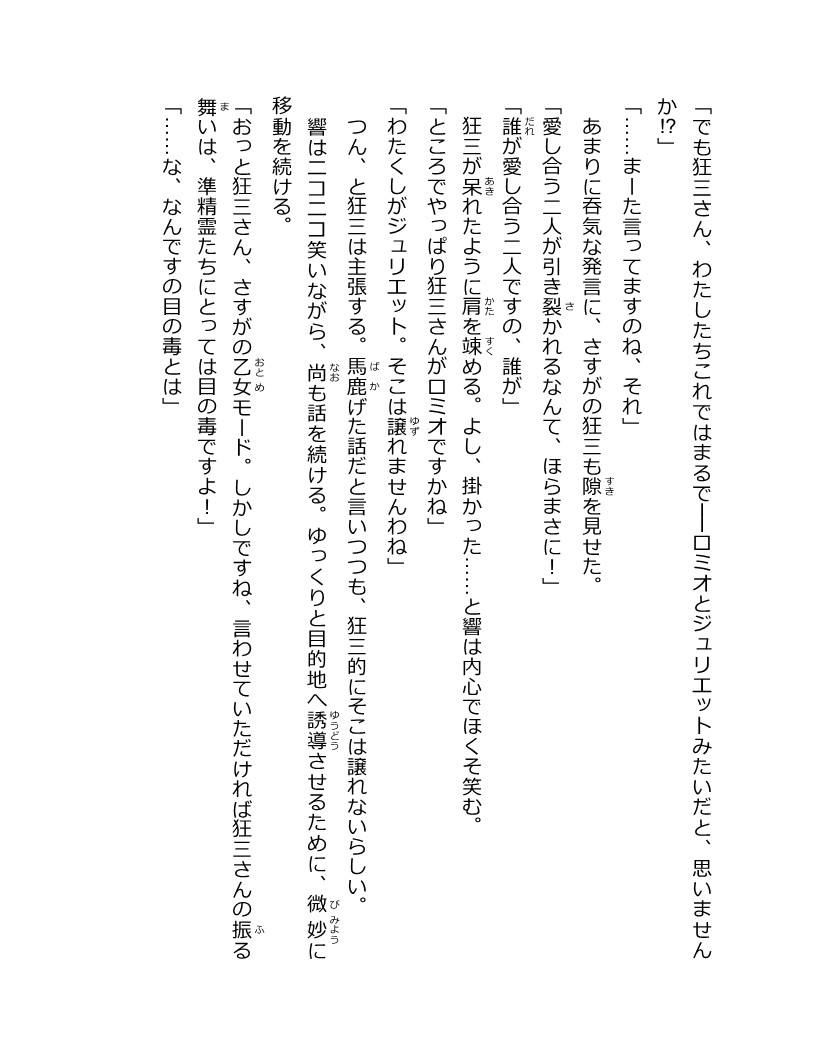 「でも狂三さん、わたしたちこれではまるで──ロミオとジュリエットみたいだと、思いません
か!?」
「……まーた言ってますのね、それ」
あまりに呑気な発言に、さすがの狂三も隙を見せた。
「愛し合う二人が引き裂かれるなんて、ほらまさに！」
「誰が愛し合う二人ですの、誰が」
狂三が呆れたように肩を竦める。よし、掛かった……と響は内心でほくそ笑む。
「ところでやっぱり狂三さんがロミオですかね」
「わたくしがジュリエット。そこは譲れませんわね」
つん、と狂三は主張する。馬鹿げた話だと言いつつも、狂三的にそこは譲れないらしい。
響はニコニコ笑いながら、尚も話を続ける。ゆっくりと目的地へ誘導させるために、微妙に
移動を続ける。
「おっと狂三さん、さすがの乙女モード。しかしですね、言わせていただければ狂三さんの振る
舞いは、準精霊たちにとっては目の毒ですよ！」
「……な、なんですの目の毒とは」